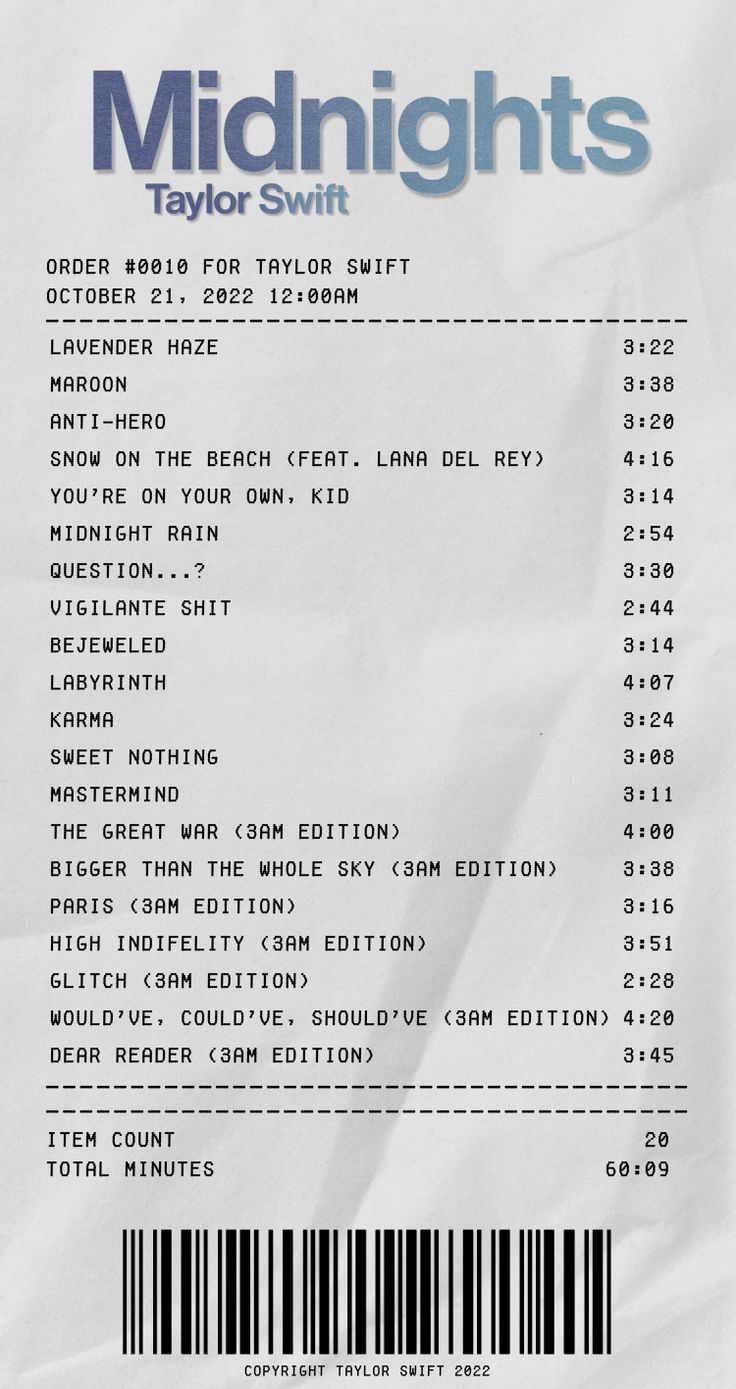 Midnights
Taylor Swift
ORDER #0010 FOR TAYLOR SWIFT
OCTOBER 21, 2022 12:00AM
LAVENDER HAZE 3:22
MAROON 3:38
ANTI-HERO 3:20
SNOW ON THE BEACH (FEAT. LANA DEL REY) 4:16
YOU'RE ON YOUR OWN, KID 3:14
MIDNIGHT RAIN 2:54
QUESTION...? 3:30
VIGILANTE SHIT 2:44
BEJEWELED 3:14
LABYRINTH 4:07
KARMA 3:24
SWEET NOTHING 3:08
MASTERMIND 3:11
THE GREAT WAR (3AM EDITION) 4:00
BIGGER THAN THE WHOLE SKY (3AM EDITION) 3:38
PARIS (3AM EDITION) 3:16
HIGH INDIFELITY (3AM EDITION) 3:51
GLITCH (3AM EDITION) 2:28
WOULD'VE, COULD'VE, SHOULD'VE (3AM EDITION) 4:20
DEAR READER (3AM EDITION) 3:45
ITEM COUNT 20
TOTAL MINUTES 60:09
COPYRIGHT TAYLOR SWIFT 2022